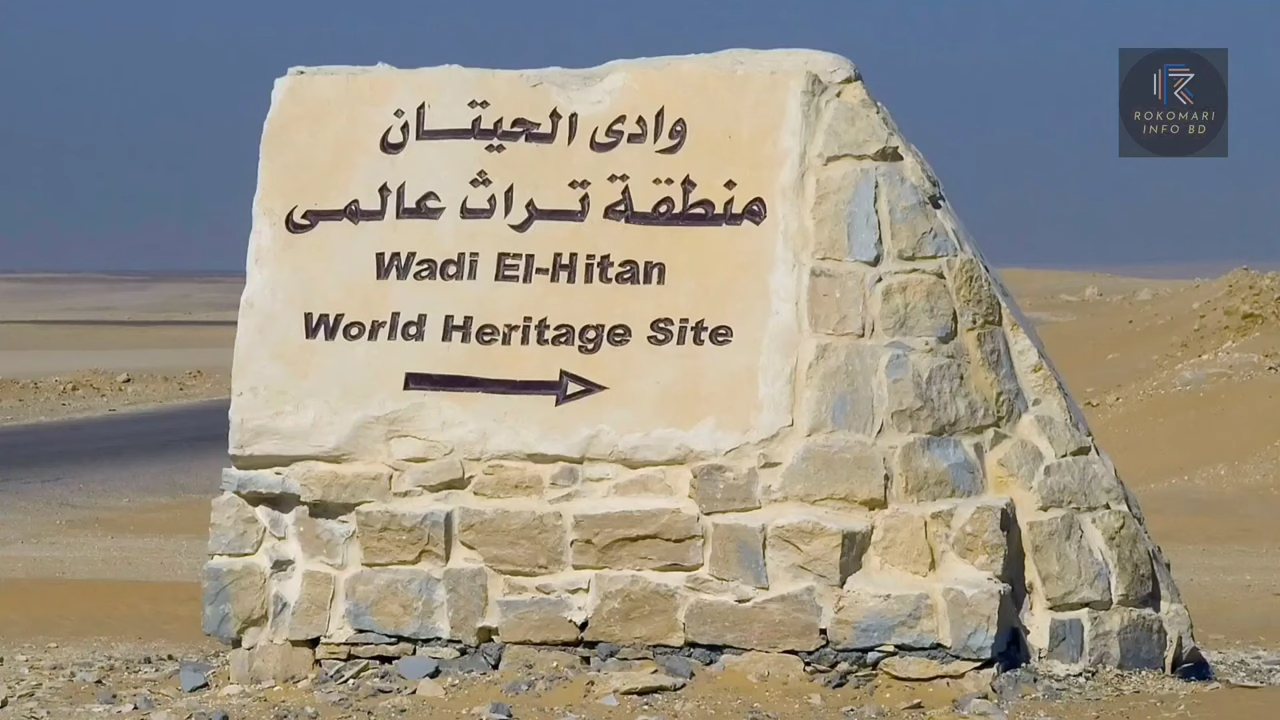 وادى الحيتان
منطقة تراث عالمى
Wadi El-Hitan
World Heritage Site
ROKOMARI
INFO BD